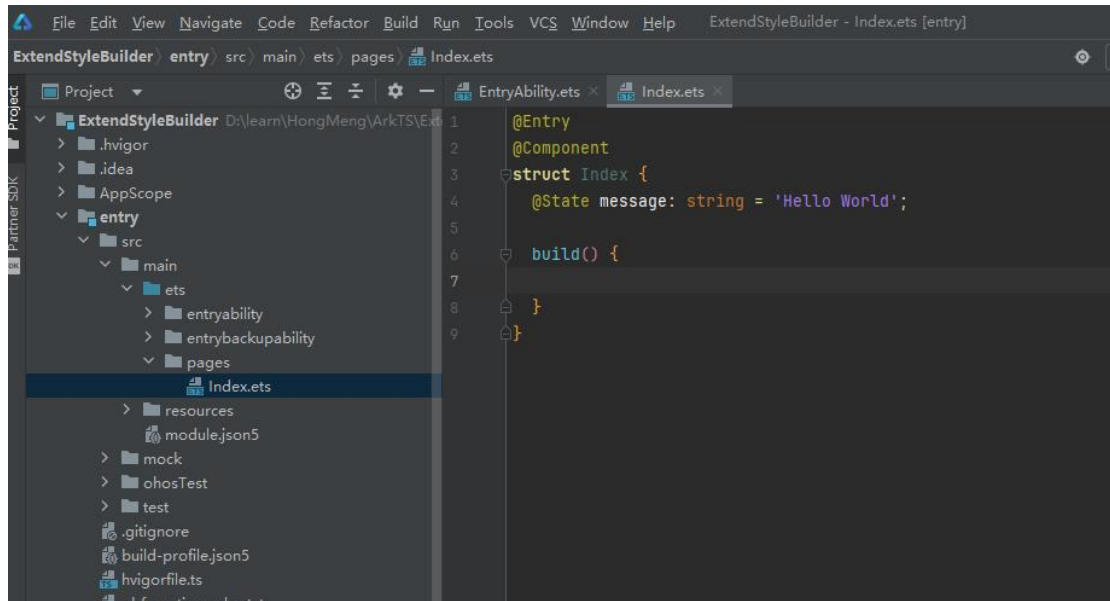 File Edit View Navigate Code Refactor Build Run Tools VCS Window Help ExtendStyleBuilder - Index.ets [entry]
ExtendStyleBuilder 〉 entry 〉 src 〉 main 〉 ets 〉 pages 〉 Index.ets
Project
Partner SDK
Project
ExtendStyleBuilder D:\learn\HongMeng\ArkTS\Ext
.hvigor
.idea
AppScope
entry
src
main
ets
entryability
entrybackupability
pages
Index.ets
resources
module.json5
mock
ohosTest
test
.gitignore
build-profile.json5
hvigorfile.ts
EntryAbility.ets × Index.ets ×
1 @Entry
2 @Component
3 struct Index {
4 @State message: string = 'Hello World';
5
6 build() {
7
8 }
9 }